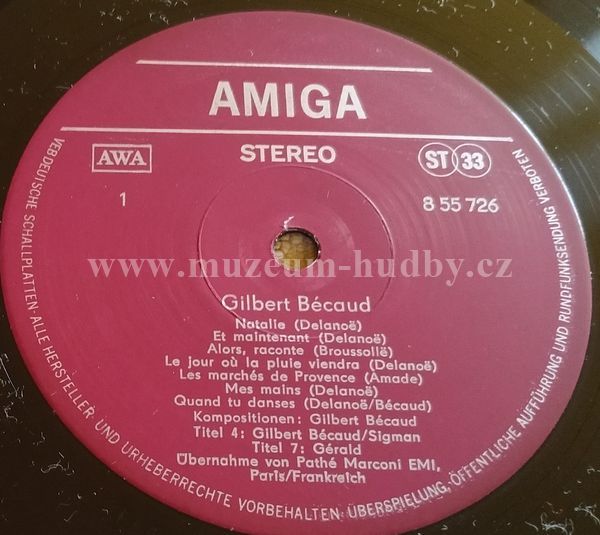 AMIGA
AWA
STEREO
ST 33
1
8 55 726
www.muzeum-hudby.cz
Gilbert Bécaud
Natalie (Delanoë)
Et maintenant (Delanoë)
Alors, raconte (Broussollë)
Le jour où la pluie viendra (Delanoë)
Les marchés de Provence (Amade)
Mes mains (Delanoë)
Quand tu danses (Delanoë/Bécaud)
Kompositionen: Gilbert Bécaud
Titel 4: Gilbert Bécaud/Sigman
Titel 7: Gérald
Übernahme von Pathé Marconi EMI,
Paris/Frankreich
VEB DEUTSCHE SCHALLPLATTEN · ALLE HERSTELLER- UND URHEBERRECHTE VORBEHALTEN · ÜBERSPIELUNG, ÖFFENTLICHE AUFFÜHRUNG UND RUNDFUNKSENDUNG VERBOTEN